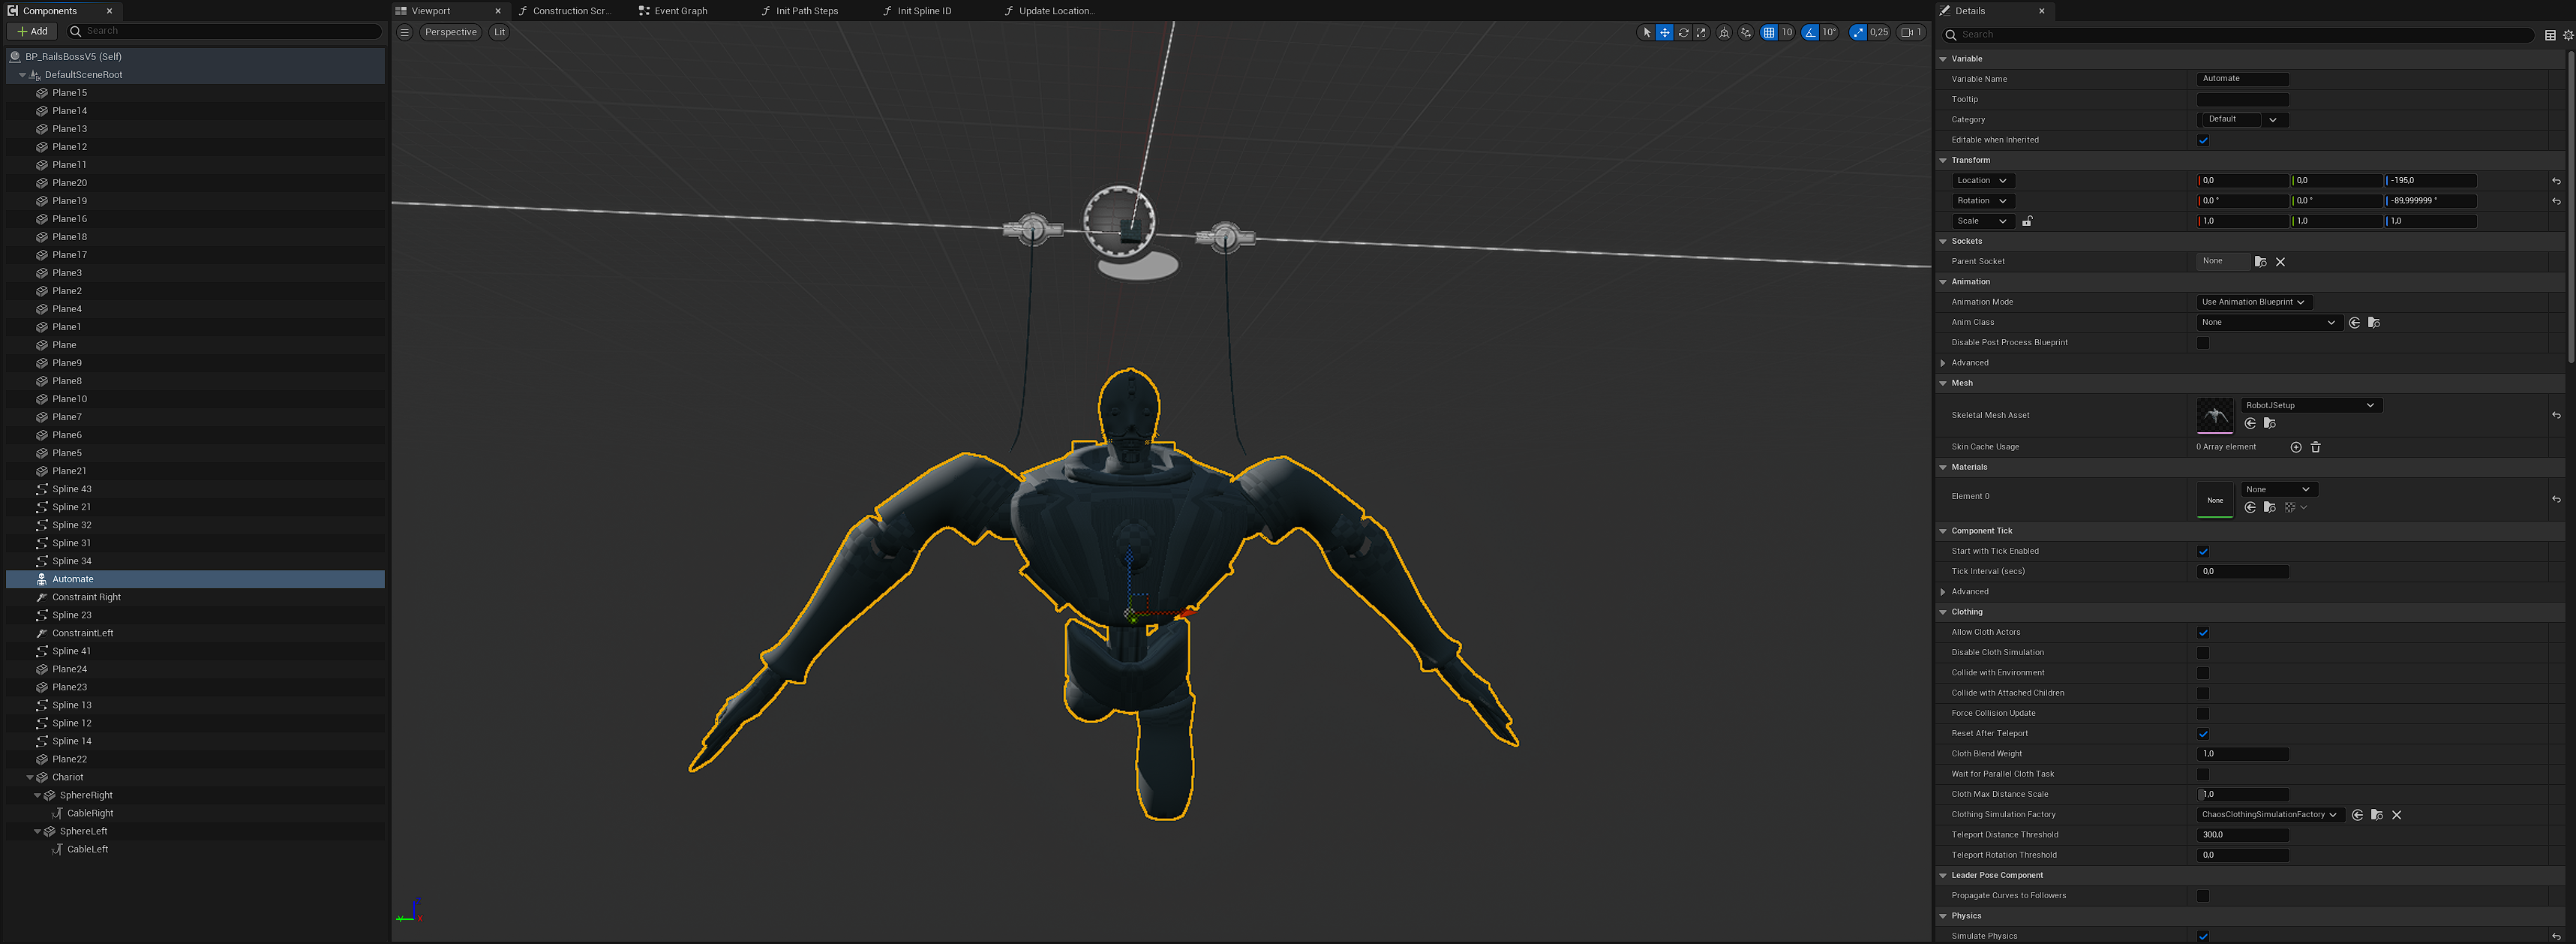 Components
Add
Search
BP_RailsBossV5 (Self)
DefaultSceneRoot
Plane15
Plane14
Plane13
Plane12
Plane11
Plane20
Plane19
Plane16
Plane18
Plane17
Plane3
Plane2
Plane4
Plane1
Plane
Plane9
Plane8
Plane10
Plane7
Plane6
Plane5
Plane21
Spline 43
Spline 21
Spline 32
Spline 31
Spline 34
Automate
Constraint Right
Spline 23
ConstraintLeft
Spline 41
Plane24
Plane23
Spline 13
Spline 12
Spline 14
Plane22
Chariot
SphereRight
CableRight
SphereLeft
CableLeft
Viewport
Construction Scr...
Event Graph
Init Path Steps
Init Spline ID
Update Location...
Perspective
Lit
10
10°
0,25
1
Z
Y
X
Details
Search
Variable
Variable Name Automate
Tooltip
Category Default
Editable when Inherited
Transform
Location 0,0 0,0 -195,0
Rotation 0,0 ° 0,0 ° -89,999999 °
Scale 1,0 1,0 1,0
Sockets
Parent Socket None
Animation
Animation Mode Use Animation Blueprint
Anim Class None
Disable Post Process Blueprint
Advanced
Mesh
Skeletal Mesh Asset RobotJSetup
Skin Cache Usage 0 Array element
Materials
Element 0 None None
Component Tick
Start with Tick Enabled
Tick Interval (secs) 0,0
Advanced
Clothing
Allow Cloth Actors
Disable Cloth Simulation
Collide with Environment
Collide with Attached Children
Force Collision Update
Reset After Teleport
Cloth Blend Weight 1,0
Wait for Parallel Cloth Task
Cloth Max Distance Scale 1,0
Clothing Simulation Factory ChaosClothingSimulationFactory
Teleport Distance Threshold 300,0
Teleport Rotation Threshold 0,0
Leader Pose Component
Propagate Curves to Followers
Physics
Simulate Physics